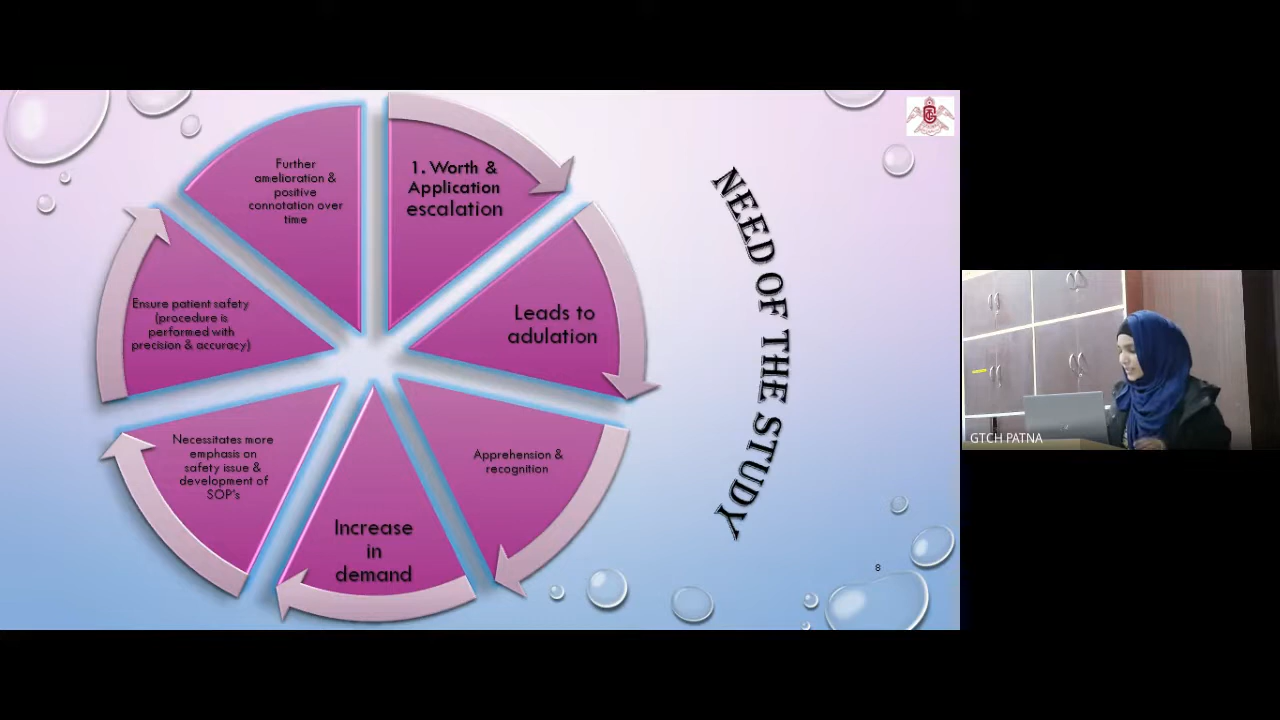 1. Worth &
Application
escalation
Leads to
adulation
Apprehension &
recognition
Increase
in
demand
Necessitates more
emphasis on
safety issue &
development of
SOP's
Ensure patient safety
(procedure is
performed with
precision & accuracy)
Further
amelioration &
positive
connotation over
time
NEED OF THE STUDY
8
GTCH PATNA